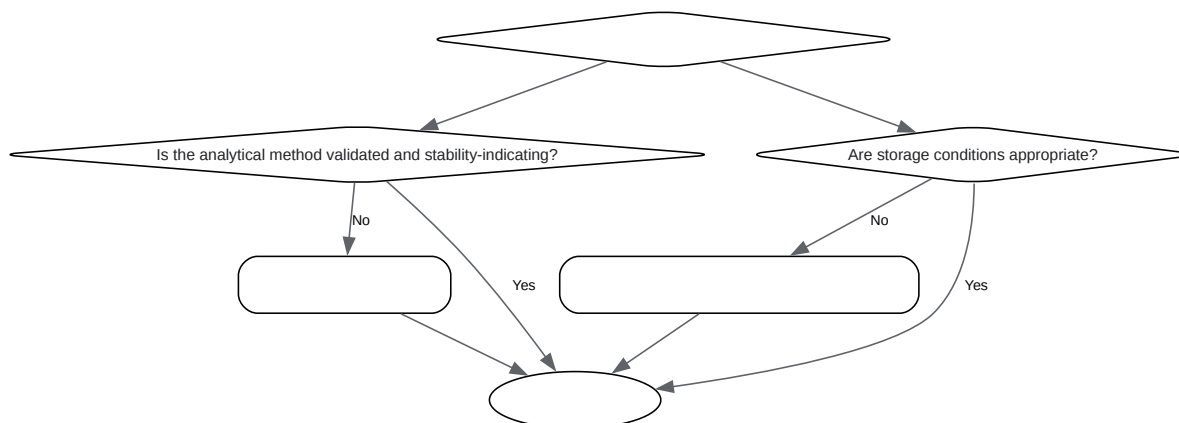 Is the analytical method validated and stability-indicating?
Are storage conditions appropriate?
No
No
Yes
Yes